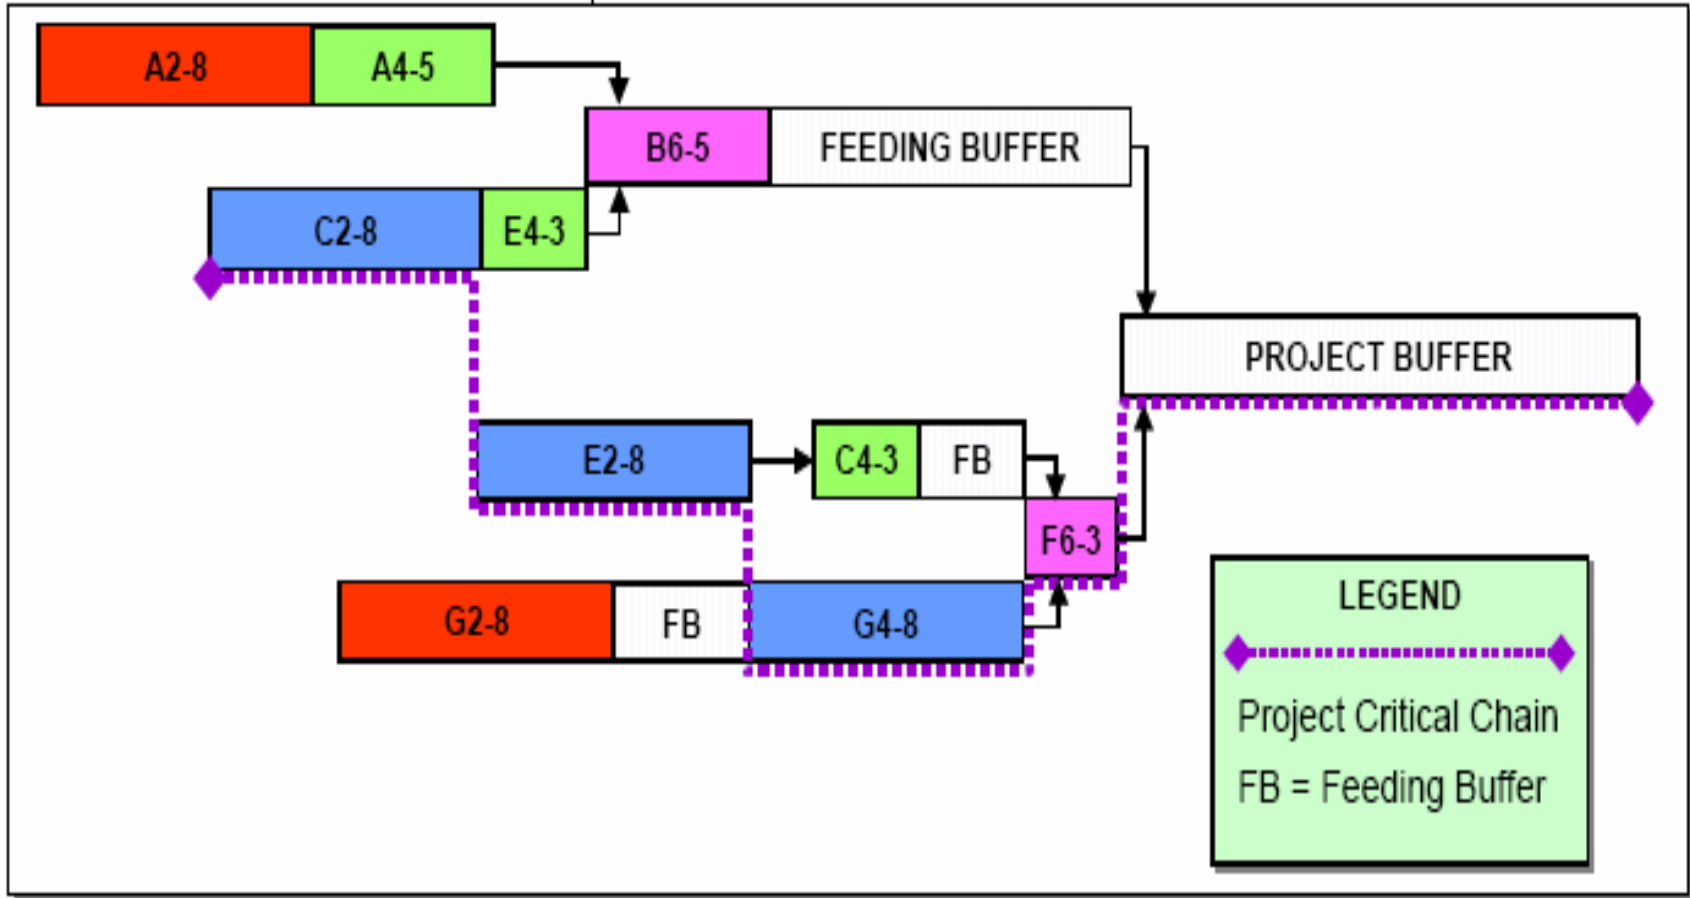 A2-8
A4-5
B6-5
FEEDING BUFFER
C2-8
E4-3
PROJECT BUFFER
E2-8
C4-3
FB
F6-3
G2-8
FB
G4-8
LEGEND
Project Critical Chain
FB = Feeding Buffer